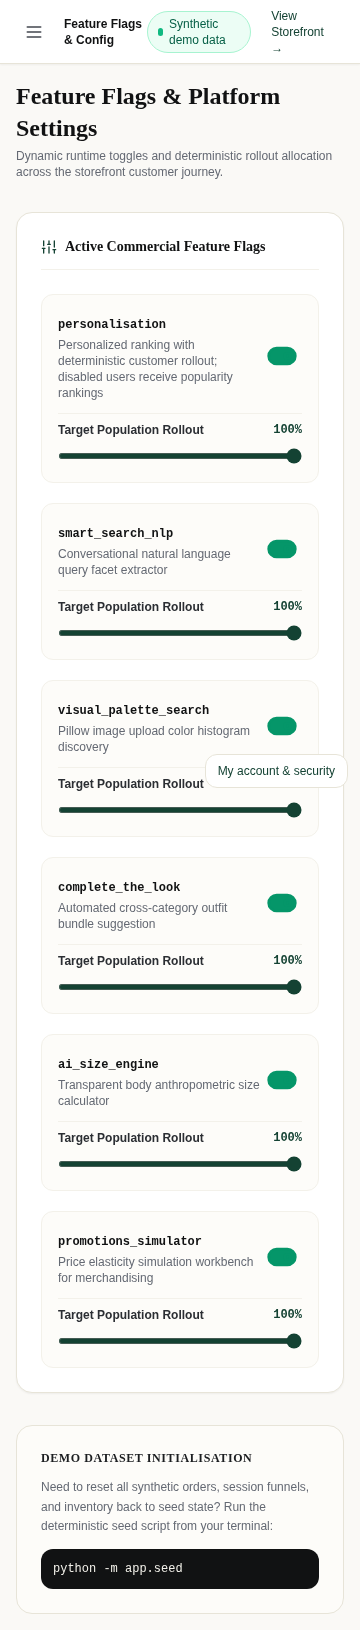 Feature Flags
& Config
Synthetic
demo data
View
Storefront
→
Feature Flags & Platform
Settings
Dynamic runtime toggles and deterministic rollout allocation
across the storefront customer journey.
Active Commercial Feature Flags
personalisation
Personalized ranking with
deterministic customer rollout;
disabled users receive popularity
rankings
Target Population Rollout 100%
smart_search_nlp
Conversational natural language
query facet extractor
Target Population Rollout 100%
visual_palette_search
Pillow image upload color histogram
discovery
Target Population Rollout
My account & security
complete_the_look
Automated cross-category outfit
bundle suggestion
Target Population Rollout 100%
ai_size_engine
Transparent body anthropometric size
calculator
Target Population Rollout 100%
promotions_simulator
Price elasticity simulation workbench
for merchandising
Target Population Rollout 100%
DEMO DATASET INITIALISATION
Need to reset all synthetic orders, session funnels,
and inventory back to seed state? Run the
deterministic seed script from your terminal:
python -m app.seed